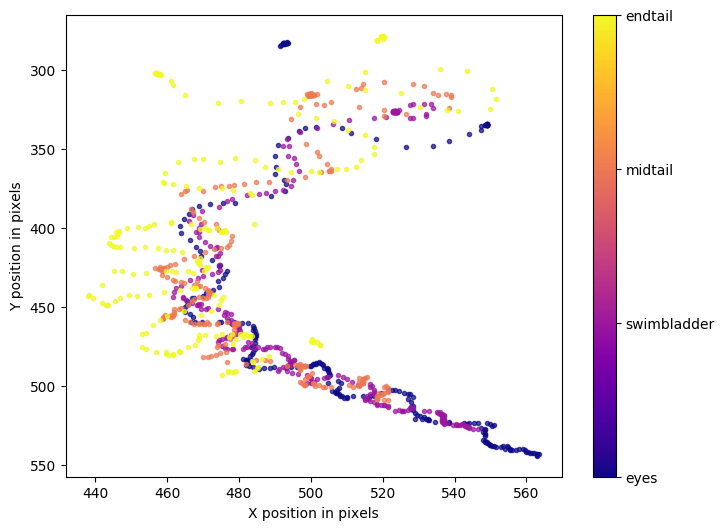 300
350
400
450
500
550
Y position in pixels
440
460
480
500
520
540
560
X position in pixels
endtail
midtail
swimbladder
eyes